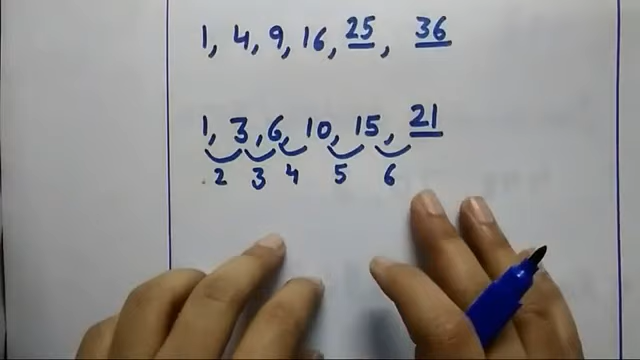 1, 4, 9, 16, 25, 36
1, 3, 6, 10, 15, 21
2 3 4 5 6